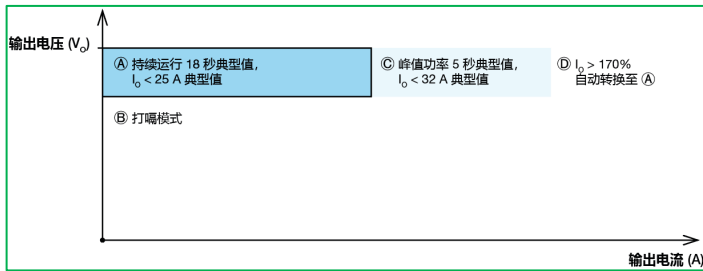 输出电压 (Vo)
Ⓐ 持续运行 18 秒典型值，
Io < 25 A 典型值
Ⓒ 峰值功率 5 秒典型值，
Io < 32 A 典型值
Ⓓ Io > 170%
自动转换至 Ⓐ
Ⓑ 打嗝模式
输出电流 (A)